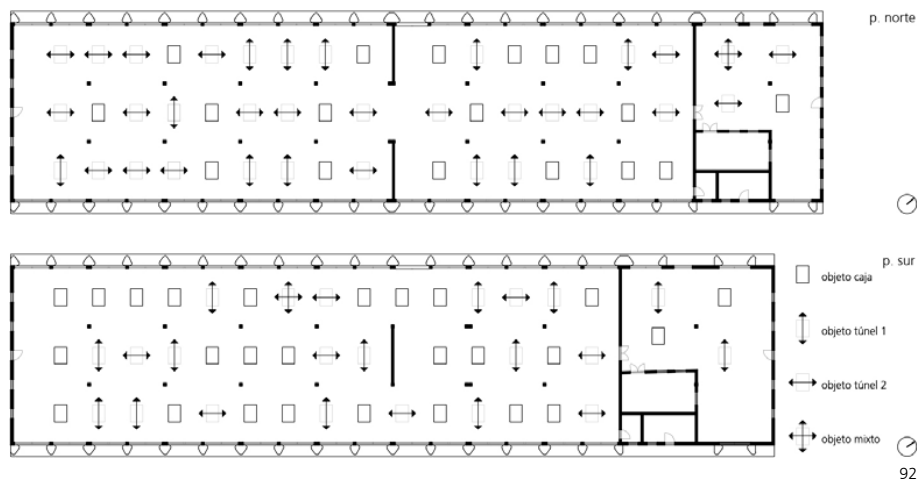 p. norte
p. sur
objeto caja
objeto túnel 1
objeto túnel 2
objeto mixto
92